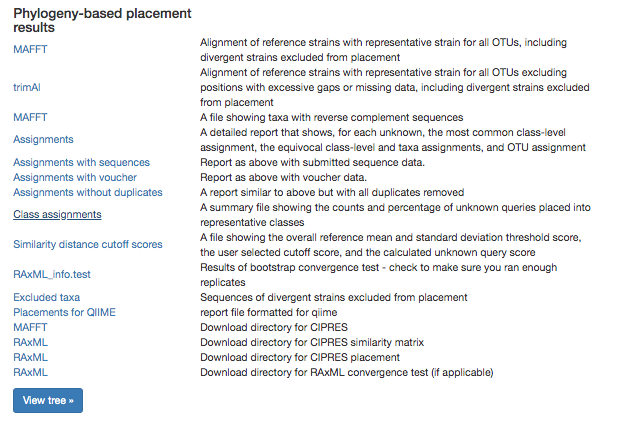 Phylogeny-based placement
results
MAFFT Alignment of reference strains with representative strain for all OTUs, including
divergent strains excluded from placement
trimAl Alignment of reference strains with representative strain for all OTUs excluding
positions with excessive gaps or missing data, including divergent strains excluded
from placement
MAFFT A file showing taxa with reverse complement sequences
Assignments A detailed report that shows, for each unknown, the most common class-level
assignment, the equivocal class-level and taxa assignments, and OTU assignment
Assignments with sequences Report as above with submitted sequence data.
Assignments with voucher Report as above with voucher data.
Assignments without duplicates A report similar to above but with all duplicates removed
Class assignments A summary file showing the counts and percentage of unknown queries placed into
representative classes
Similarity distance cutoff scores A file showing the overall reference mean and standard deviation threshold score,
the user selected cutoff score, and the calculated unknown query score
RAxML_info.test Results of bootstrap convergence test - check to make sure you ran enough
replicates
Excluded taxa Sequences of divergent strains excluded from placement
Placements for QIIME report file formatted for qiime
MAFFT Download directory for CIPRES
RAxML Download directory for CIPRES similarity matrix
RAxML Download directory for CIPRES placement
RAxML Download directory for RAxML convergence test (if applicable)
View tree »